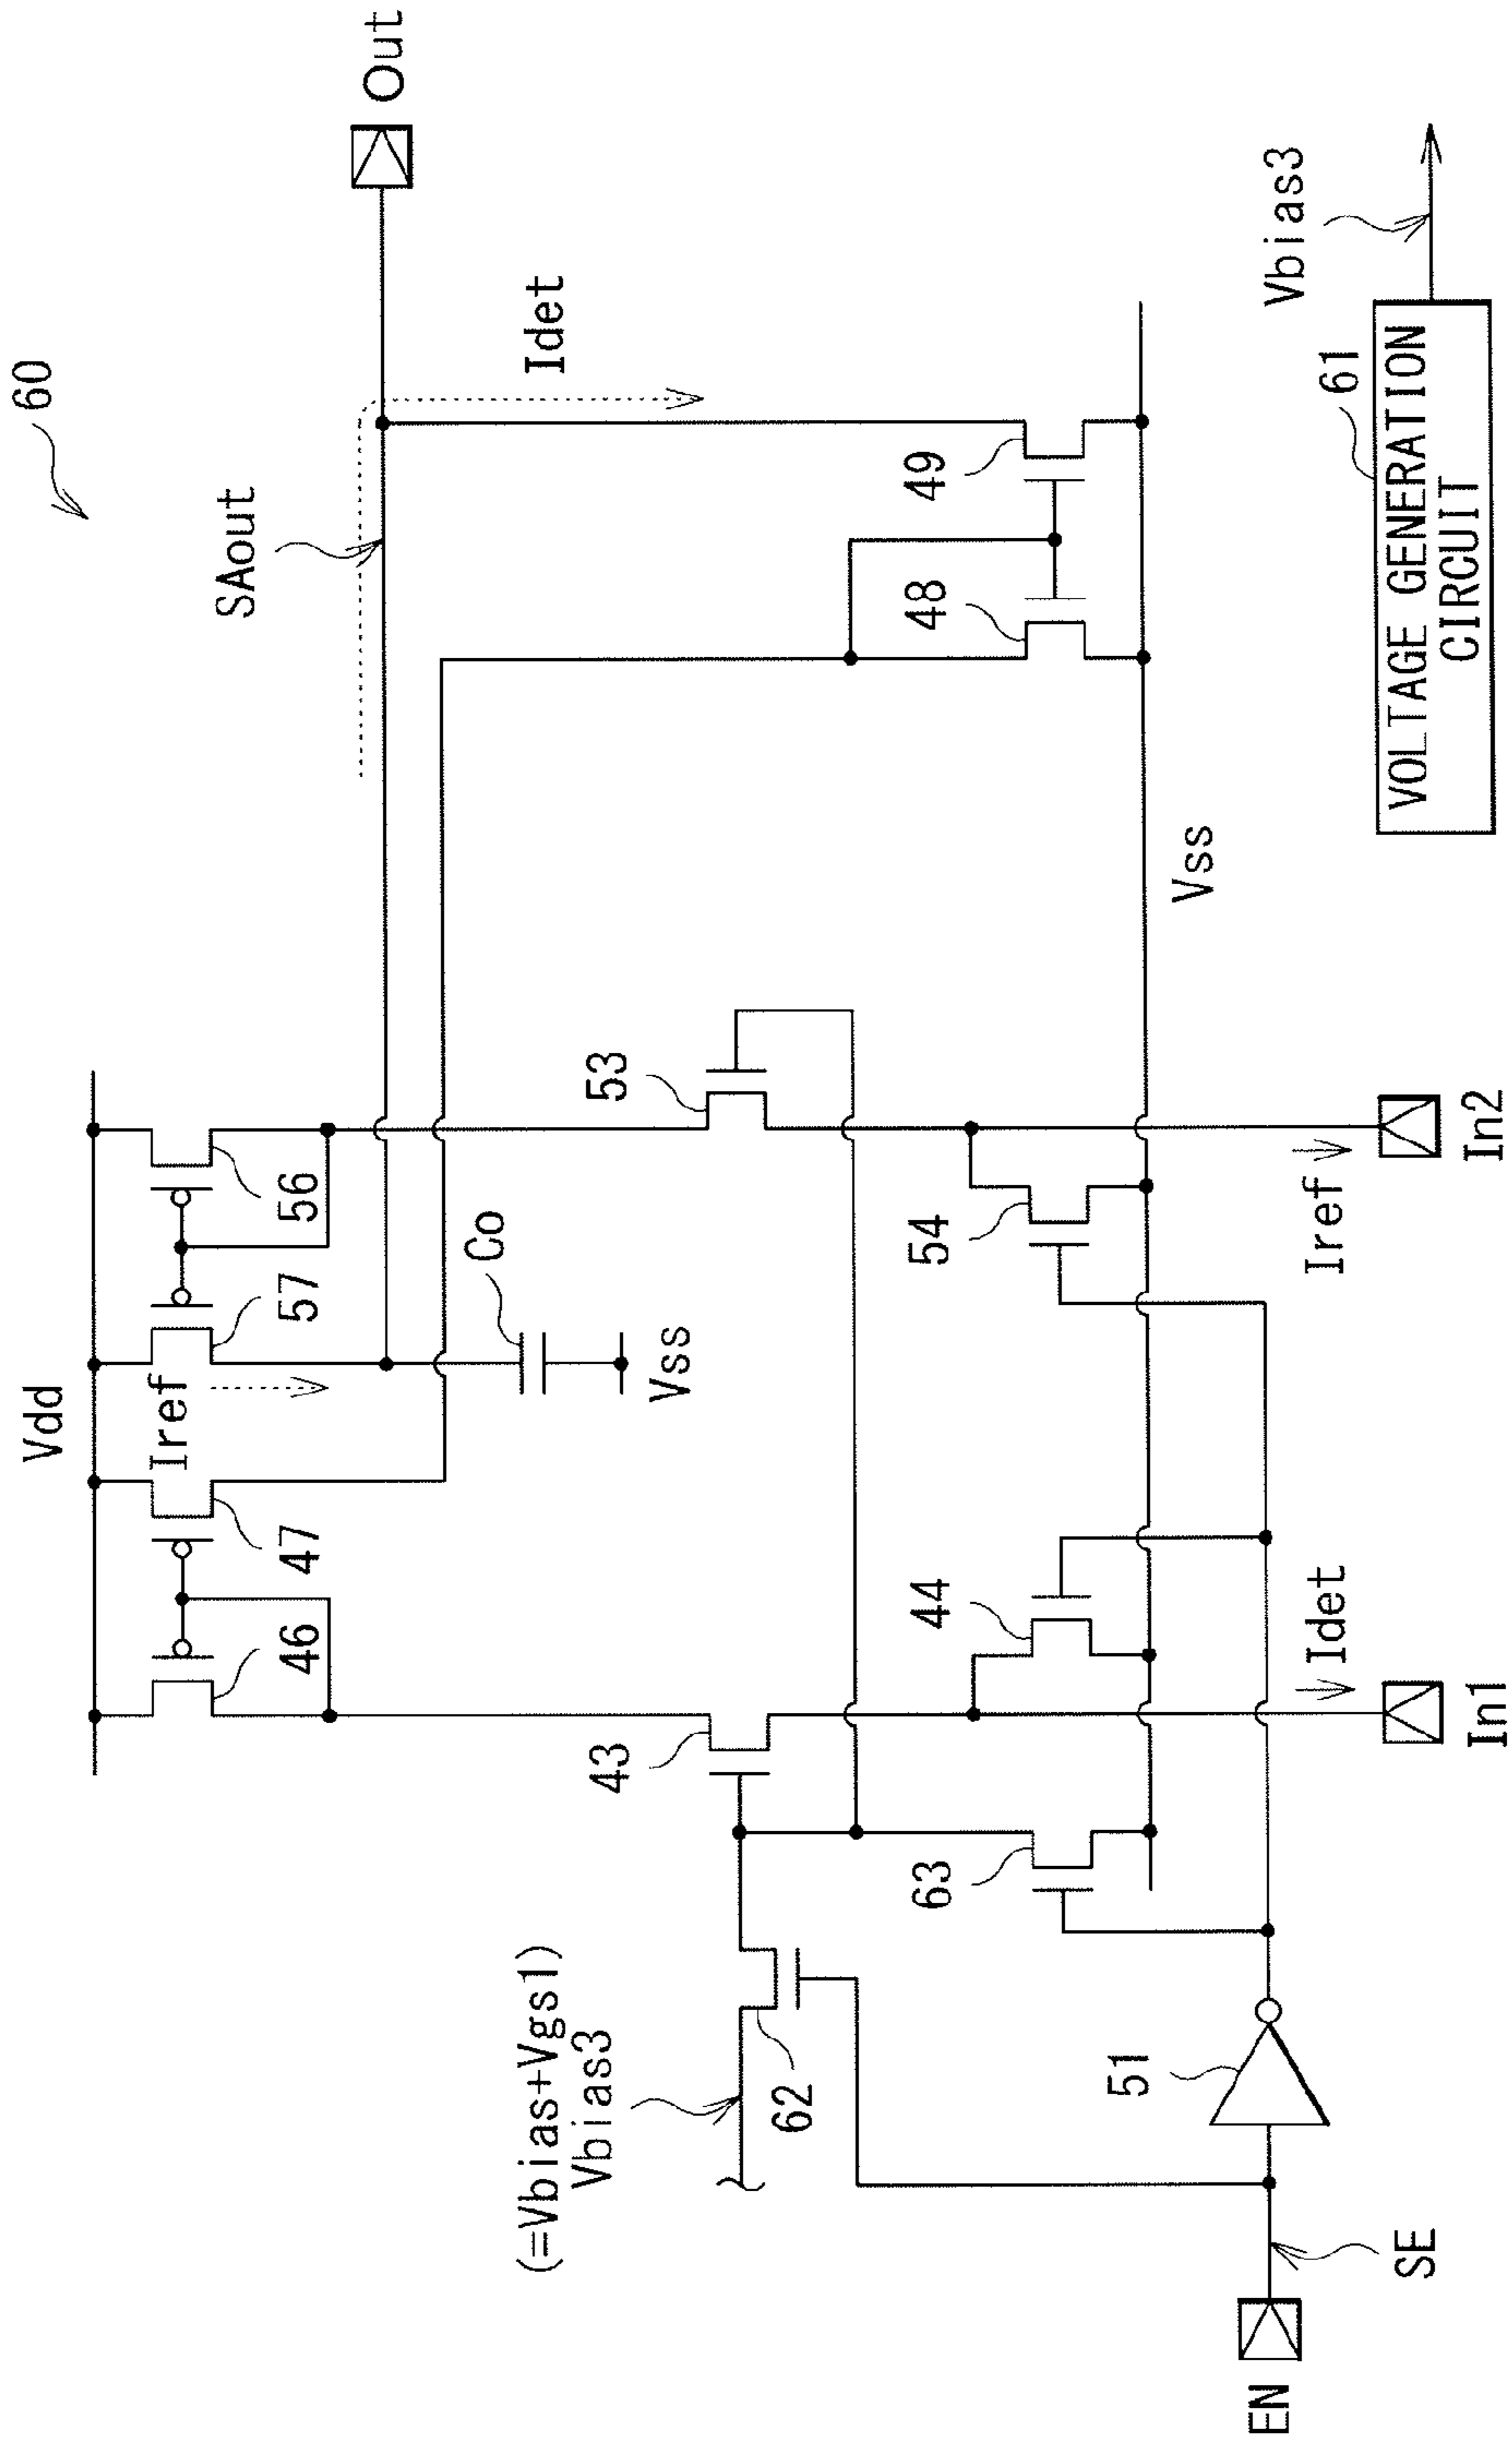 60
Vdd
Iref
46
47
57
56
SAout
Out
Idet
Co
Vss
(=Vbias+Vgs1)
Vbias3
62
43
53
63
44
54
48
49
Vss
EN
SE
51
Idet
In1
Iref
In2
61
VOLTAGE GENERATION
CIRCUIT
Vbias3